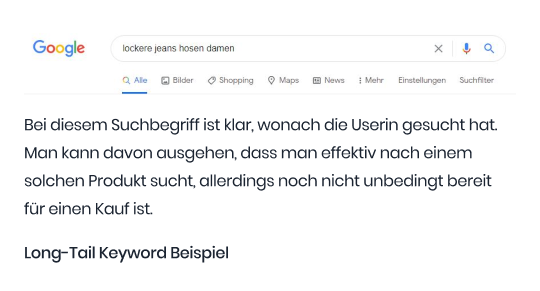 Google
lockere jeans hosen damen
Alle Bilder Shopping Maps News Mehr Einstellungen Suchfilter
Bei diesem Suchbegriff ist klar, wonach die Userin gesucht hat.
Man kann davon ausgehen, dass man effektiv nach einem
solchen Produkt sucht, allerdings noch nicht unbedingt bereit
für einen Kauf ist.
Long-Tail Keyword Beispiel